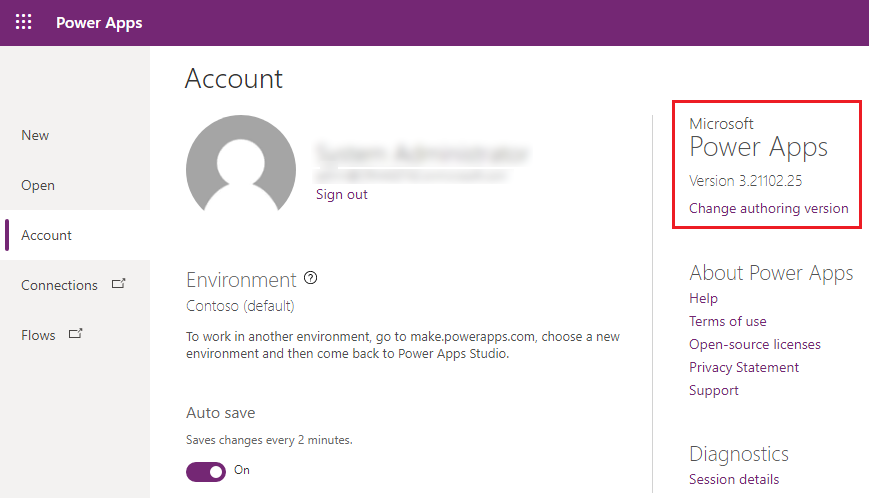 Power Apps
New
Open
Account
Connections
Flows
Account
Sign out
Environment
Contoso (default)
To work in another environment, go to make.powerapps.com, choose a new
environment and then come back to Power Apps Studio.
Auto save
Saves changes every 2 minutes.
On
Microsoft
Power Apps
Version 3.21102.25
Change authoring version
About Power Apps
Help
Terms of use
Open-source licenses
Privacy Statement
Support
Diagnostics
Session details